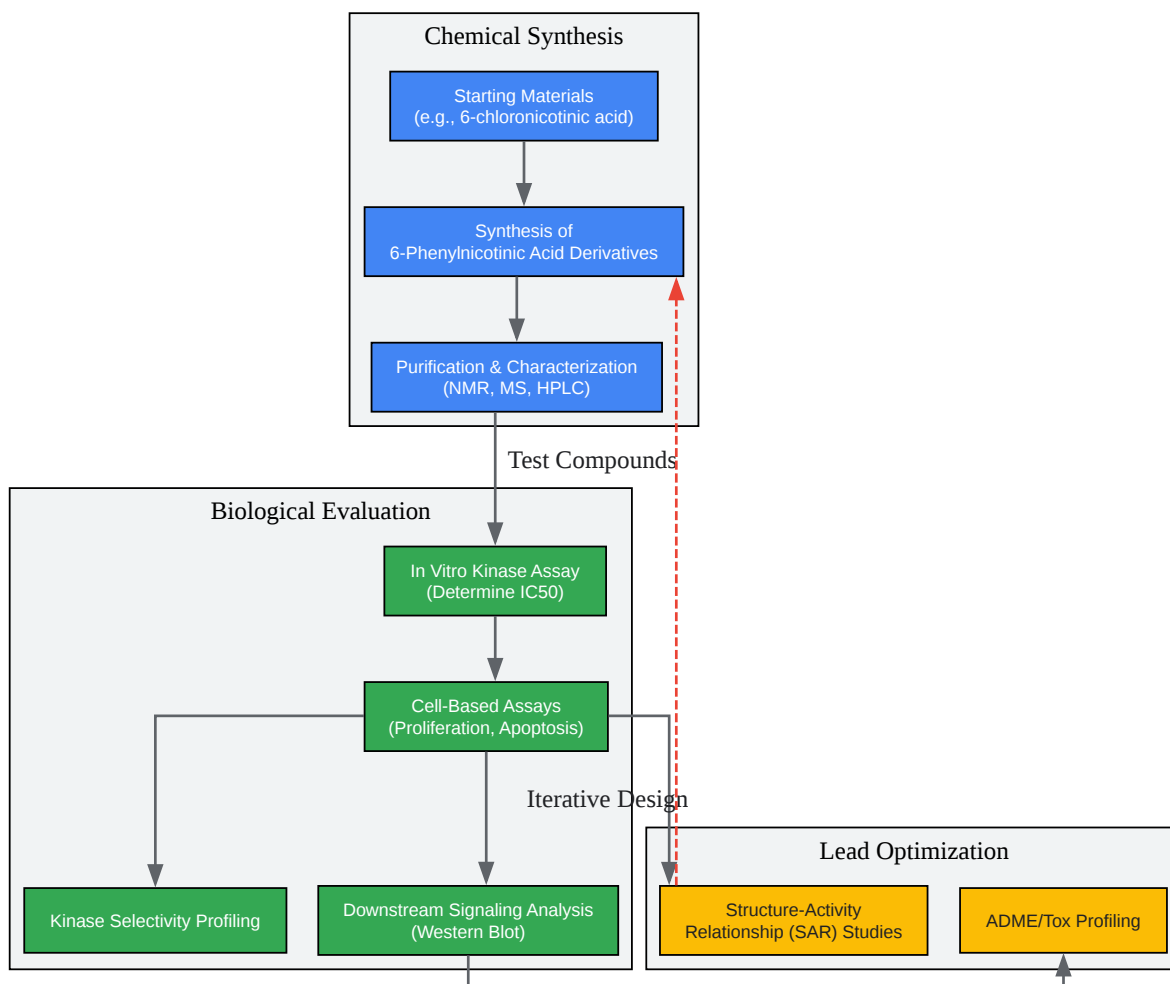 Chemical Synthesis
Starting Materials
(e.g., 6-chloronicotinic acid)
Synthesis of
6-Phenylnicotinic Acid Derivatives
Purification & Characterization
(NMR, MS, HPLC)
Test Compounds
Biological Evaluation
In Vitro Kinase Assay
(Determine IC50)
Cell-Based Assays
(Proliferation, Apoptosis)
Iterative Design
Lead Optimization
Kinase Selectivity Profiling
Downstream Signaling Analysis
(Western Blot)
Structure-Activity
Relationship (SAR) Studies
ADME/Tox Profiling